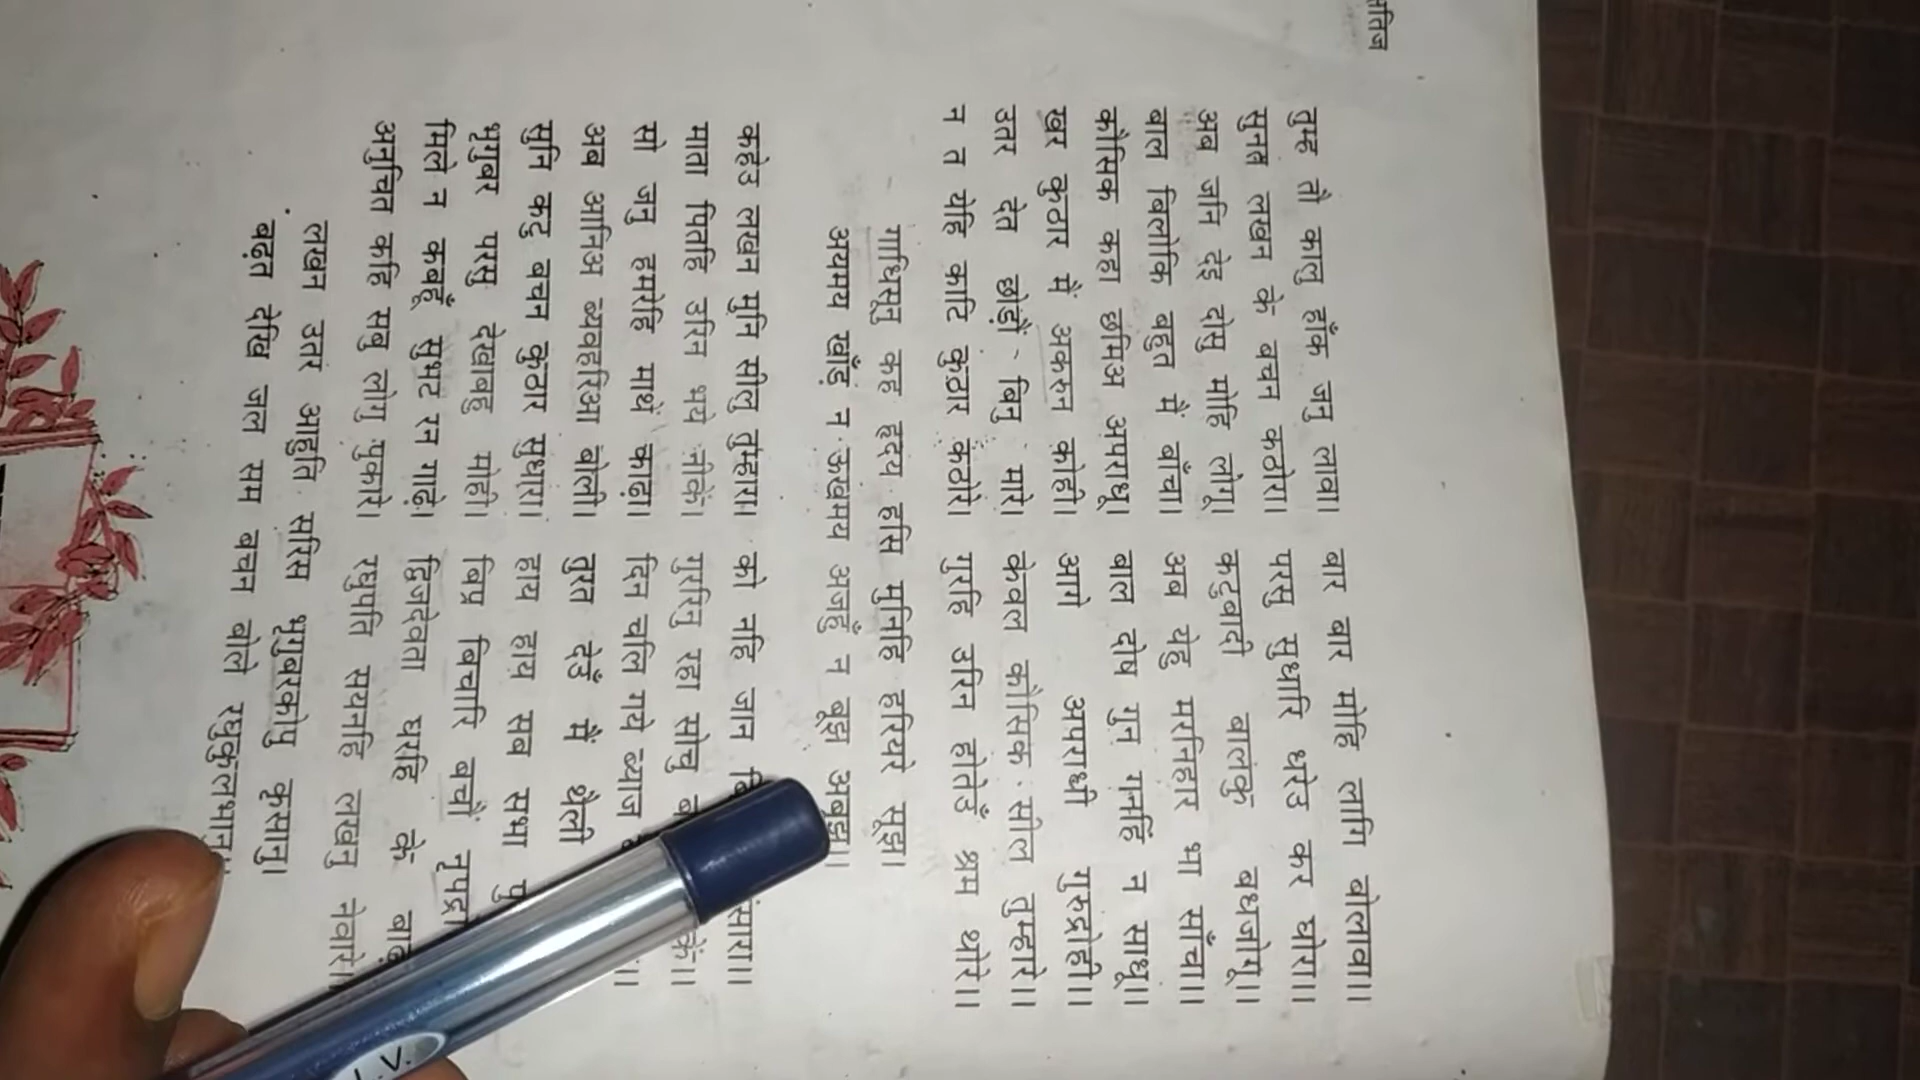 तुम्ह तौ कालु हाँक जनु लावा। बार बार मोहि लागि बोलावा।।
सुनत लखन के बचन कठोरा। परसु सुधारि धरेउ कर घोरा।।
अब जनि देइ दोसु मोहि लोगू। कटुबादी बालकु बधजोगू।।
बाल बिलोकि बहुत मैं बाँचा। अब येहु मरनिहार भा साँचा।।
कौसिक कहा छमिअ अपराधू। बाल दोष गुन गनहिं न साधू।।
खर कुठार मैं अकरुन कोही। आगे अपराधी गुरुद्रोही।।
उतर देत छोड़ौं बिनु मारे। केवल कौसिक सील तुम्हारे।।
न त येहि काटि कुठार कठोरे। गुरहि उरिन होतेउँ श्रम थोरे।।
गाधिसूनु कह हृदय हसि मुनिहि हरियरे सूझ।
अयमय खाँड़ न ऊखमय अजहुँ न बूझ अबूझ।।
कहेउ लखन मुनि सीलु तुम्हारा। को नहि जान
माता पितहि उरिन भये नीकें। गुररिनु रहा सोचु
सो जनु हमरेहि माथें काढ़ा। दिन चलि गये ब्याज
अब आनिअ ब्यवहरिआ बोली। तुरत देउँ मैं थैली
सुनि कटु बचन कुठार सुधारा। हाय हाय सब सभा
भृगुबर परसु देखाबहु मोही। बिप्र बिचारि बचौं
मिले न कबहूँ सुभट रन गाढ़े। द्विजदेवता घरहि के
अनुचित कहि सबु लोगु पुकारे। रघुपति सयनहि लखनु नेवारे।।
लखन उतर आहुति सरिस भृगुबरकोपु कृसानु।
बढ़त देखि जल सम बचन बोले रघुकुलभानु।।